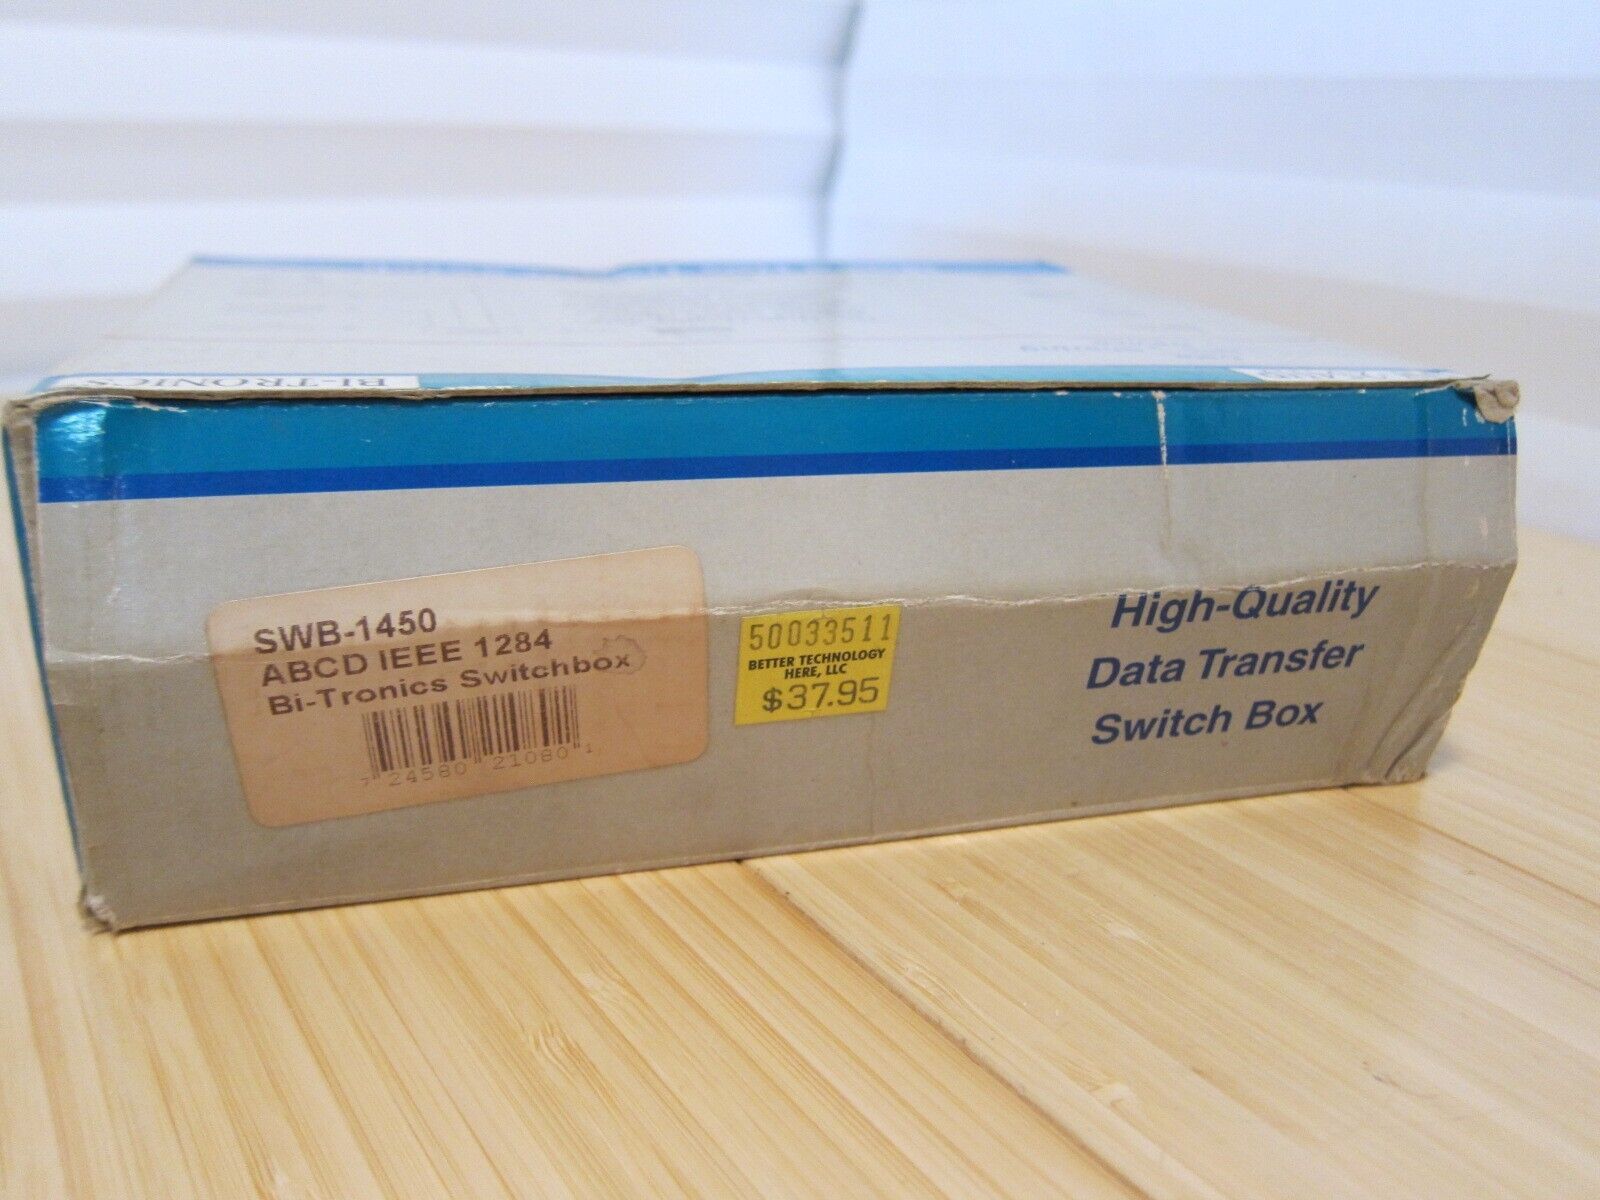 BI-TRONICS
SWB-1450
ABCD IEEE 1284
Bi-Tronics Switchbox
7 24580 21080 1
50033511
BETTER TECHNOLOGY
HERE, LLC
$37.95
High-Quality
Data Transfer
Switch Box